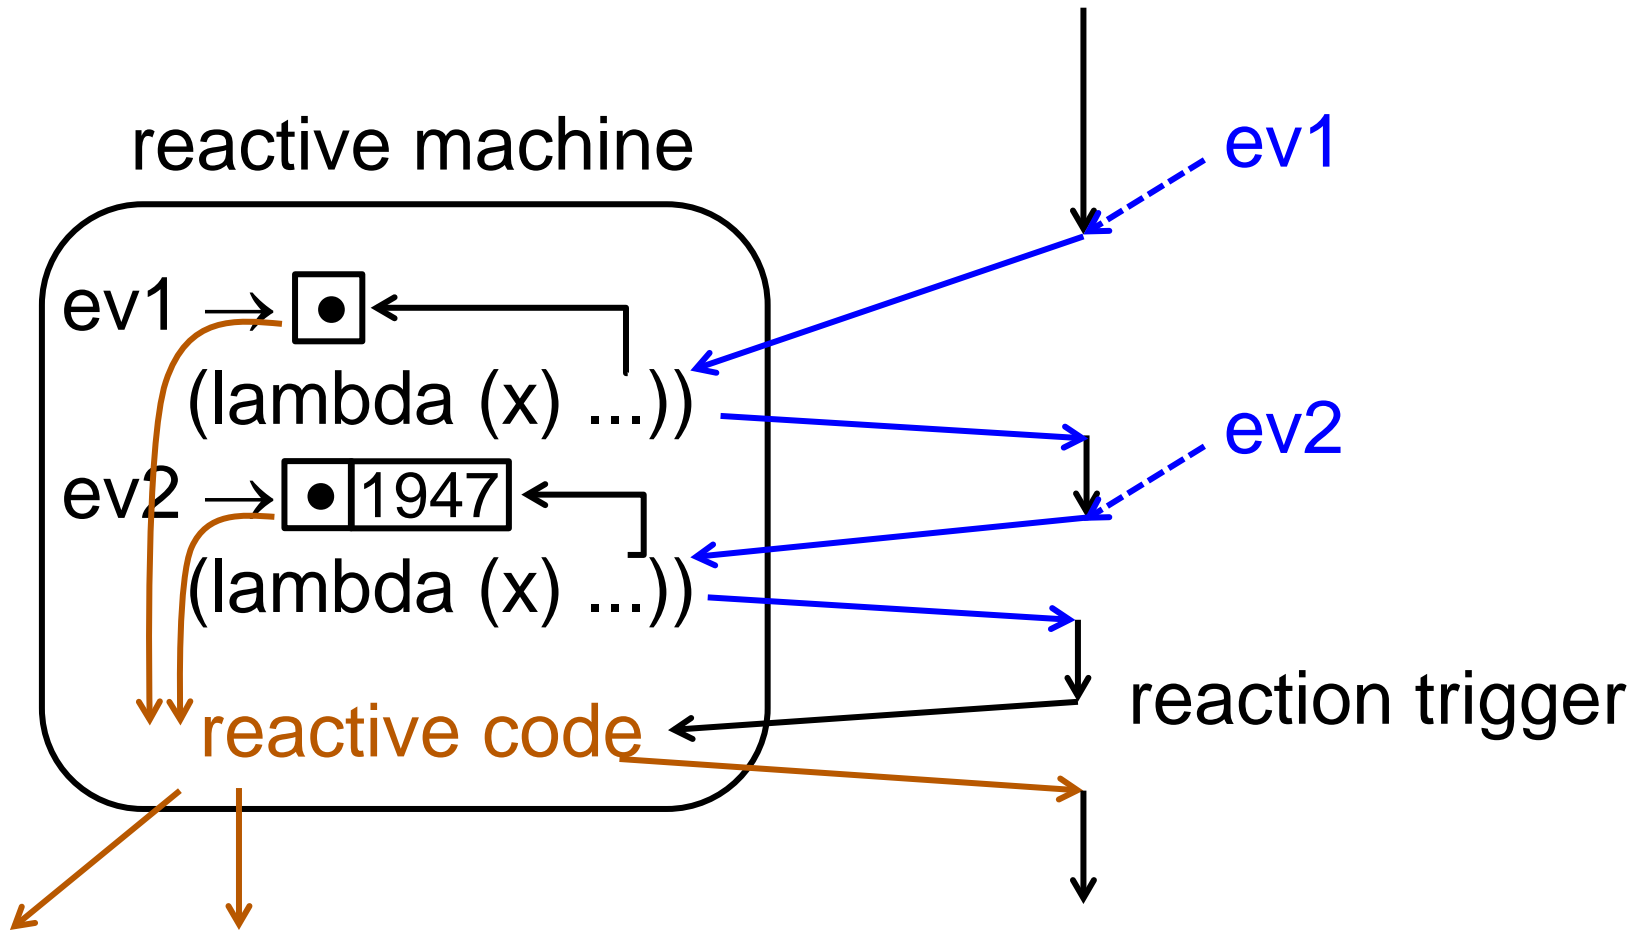 reactive machine
ev1
ev1
(lambda (x) ...))
ev2
ev2
1947
(lambda (x) ...))
reaction trigger
reactive code